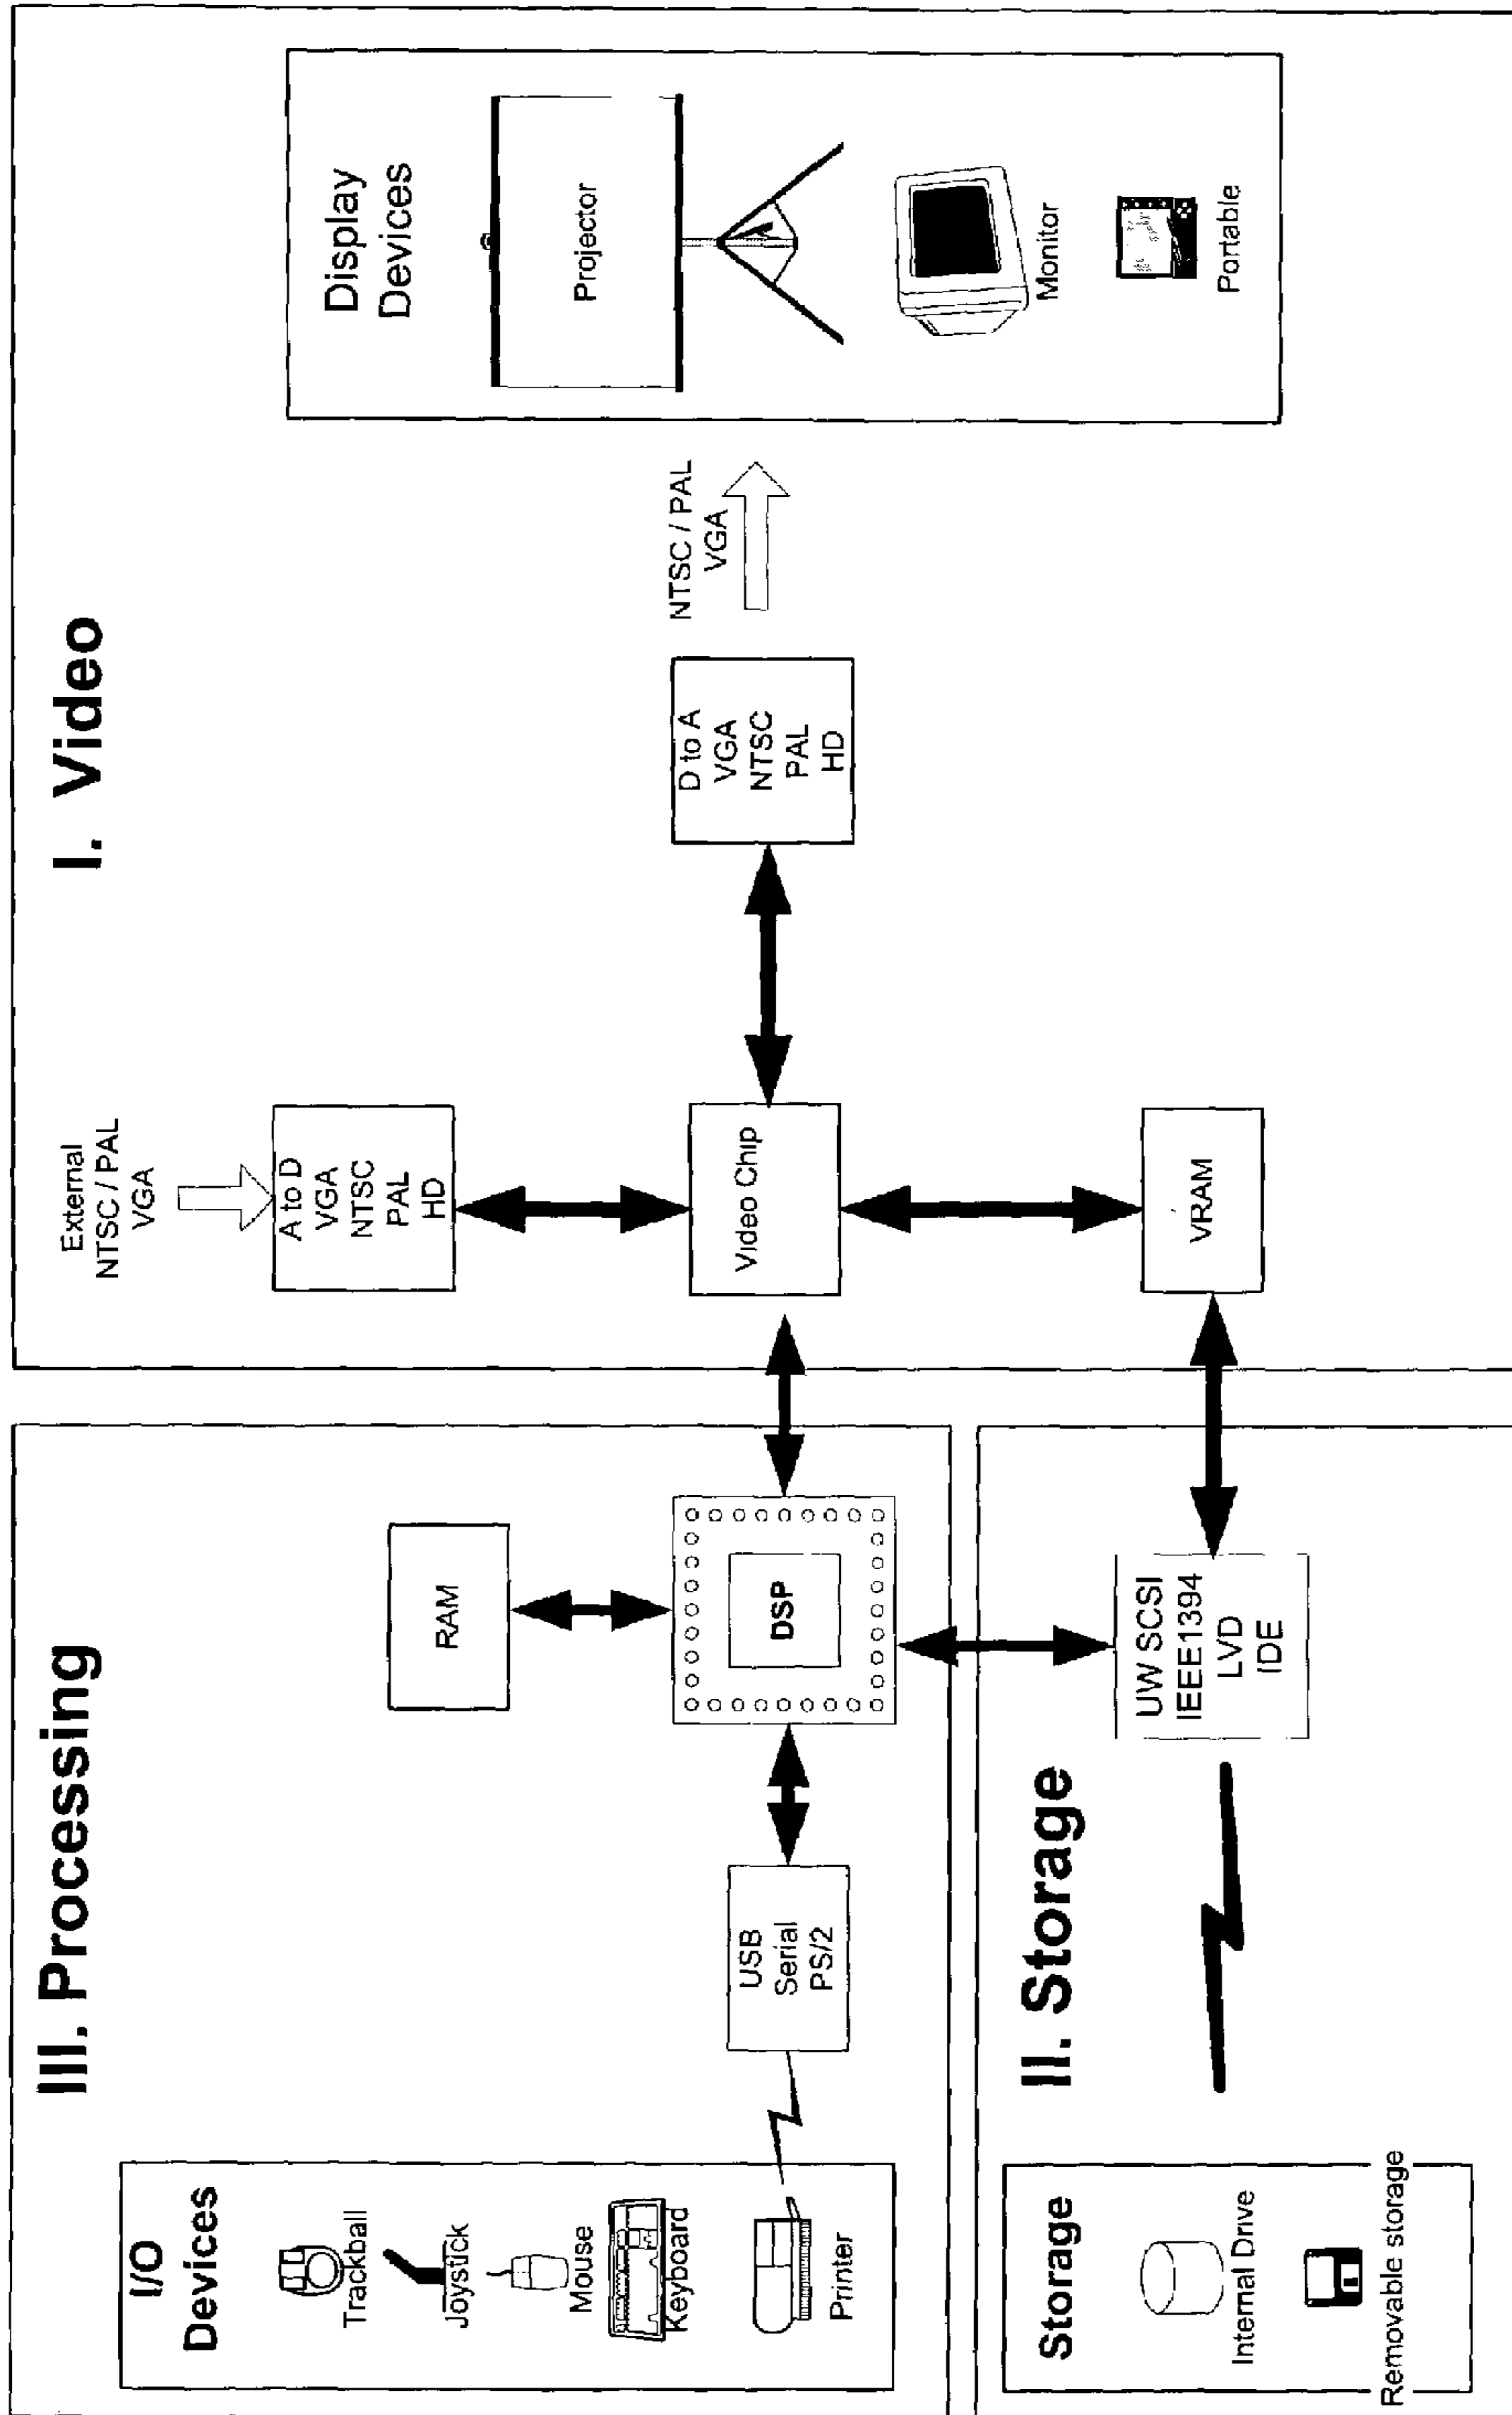 III. Processing
I/O
Devices
Trackball
Joystick
Mouse
Keyboard
Printer
USB
Serial
PS/2
RAM
DSP
II. Storage
Storage
Internal Drive
Removable storage
UW SCSI
IEEE1394
LVD
IDE
I. Video
External
NTSC / PAL
VGA
A to D
VGA
NTSC
PAL
HD
Video Chip
VRAM
D to A
VGA
NTSC
PAL
HD
NTSC / PAL
VGA
Display
Devices
Projector
Monitor
Portable